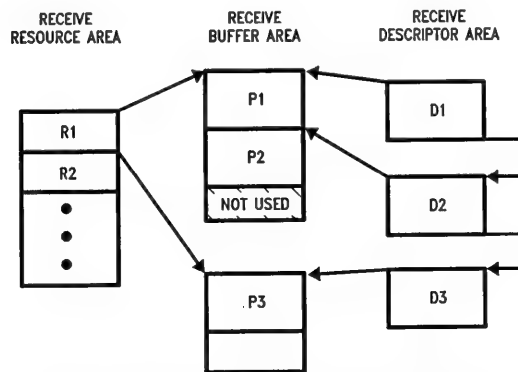 RECEIVE
RESOURCE AREA
RECEIVE
BUFFER AREA
RECEIVE
DESCRIPTOR AREA
R1
R2
P1
P2
NOT USED
P3
D1
D2
D3